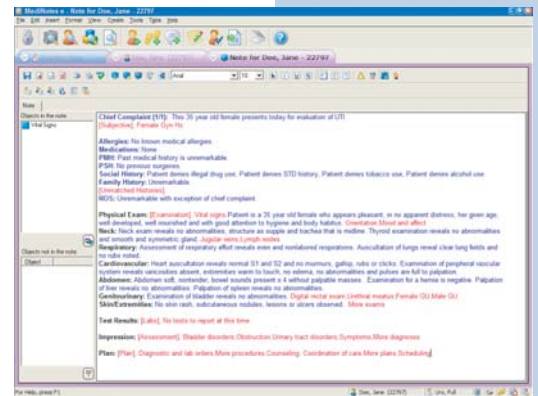 MediNotes e : Note for Doe, Jane - 22797
File Edit Insert Format View Create Tools Type Help
Note for Doe, Jane - 22797
Arial 10
Note
Objects in the note
Vital Signs
Objects not in the note
Object
Chief Complaint (1/1): This 35 year old female presents today for evaluation of UTI
[Subjective]. Female Gyn Hx
Allergies: No known medical allergies.
Medications: None
PMH: Past medical history is unremarkable.
PSH: No previous surgeries.
Social History: Patient denies illegal drug use. Patient denies STD history. Patient denies tobacco use. Patient denies alcohol use.
Family History: Unremarkable.
[Unmatched Histories]
ROS: Unremarkable with exception of chief complaint.
Physical Exam: [Examination]. Vital signs Patient is a 35 year old female who appears pleasant, in no apparent distress, her given age,
well developed, well nourished and with good attention to hygiene and body habitus. Orientation Mood and affect
Neck: Neck exam reveals no abnormalities, structure as supple and trachea that is midline. Thyroid examination reveals no abnormalities
and smooth and symmetric gland. Jugular veins Lymph nodes
Respiratory: Assessment of respiratory effort reveals even and nonlabored respirations. Auscultation of lungs reveal clear lung fields and
no rubs noted.
Cardiovascular: Heart auscultation reveals normal S1 and S2 and no murmurs, gallop, rubs or clicks. Examination of peripheral vascular
system reveals varicosities absent, extremities warm to touch, no edema, no abnormalities and pulses are full to palpation.
Abdomen: Abdomen soft, nontender, bowel sounds present x 4 without palpable masses. Examination for a hernia is negative. Palpation
of liver reveals no abnormalities. Palpation of spleen reveals no abnormalities.
Genitourinary: Examination of bladder reveals no abnormalities. Digital rectal exam Urethral meatus Female GU Male GU
Skin/Extremities: No skin rash, subcutaneous nodules, lesions or ulcers observed. More exams
Test Results: [Labs]. No tests to report at this time
Impression: [Assessment]. Bladder disorders Obstruction Urinary tract disorders Symptoms More diagnoses
Plan: [Plan]. Diagnostic and lab orders More procedures Counseling. Coordination of care More plans Scheduling
For Help, press F1
Doe, Jane (22797)